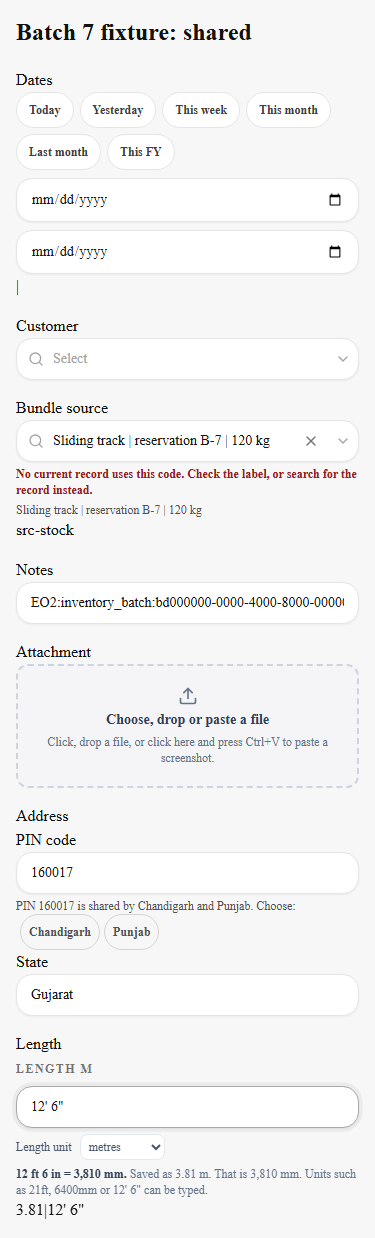 Batch 7 fixture: shared
Dates
Today Yesterday This week This month
Last month This FY
mm/dd/yyyy
mm/dd/yyyy
|
Customer
Select
Bundle source
Sliding track | reservation B-7 | 120 kg
No current record uses this code. Check the label, or search for the
record instead.
Sliding track | reservation B-7 | 120 kg
src-stock
Notes
EO2:inventory_batch:bd000000-0000-4000-8000-0000
Attachment
Choose, drop or paste a file
Click, drop a file, or click here and press Ctrl+V to paste a
screenshot.
Address
PIN code
160017
PIN 160017 is shared by Chandigarh and Punjab. Choose:
Chandigarh Punjab
State
Gujarat
Length
LENGTH M
12' 6"
Length unit metres
12 ft 6 in = 3,810 mm. Saved as 3.81 m. That is 3,810 mm. Units such
as 21ft, 6400mm or 12' 6" can be typed.
3.81|12' 6"